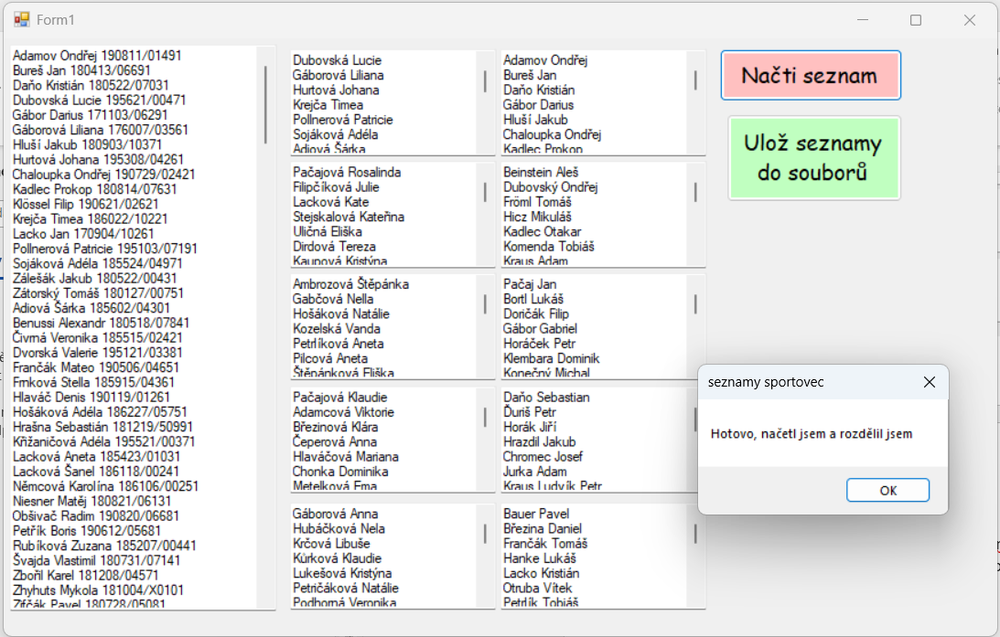 Form1
Adamov Ondřej 190811/01491
Bureš Jan 180413/06691
Daňo Kristián 180522/07031
Dubovská Lucie 195621/00471
Gábor Darius 171103/06291
Gáborová Liliana 176007/03561
Hluší Jakub 180903/10371
Hurtová Johana 195308/04261
Chaloupka Ondřej 190729/02421
Kadlec Prokop 180814/07631
Klössel Filip 190621/02621
Krejča Timea 186022/10221
Lacko Jan 170904/10261
Pollnerová Patricie 195103/07191
Sojáková Adéla 185524/04971
Zálešák Jakub 180522/00431
Zátorský Tomáš 180127/00751
Adiová Šárka 185602/04301
Benussi Alexandr 180518/07841
Čivrná Veronika 185515/02421
Dvorská Valerie 195121/03381
Frančák Mateo 190506/04651
Frnková Stella 185915/04361
Hlaváč Denis 190119/01261
Hošáková Adéla 186227/05751
Hrašna Sebastián 181219/50991
Křižaničová Adéla 195521/00371
Lacková Aneta 185423/01031
Lacková Šanel 186118/00241
Němcová Karolína 186106/00251
Niesner Matěj 180821/06131
Obšivač Radim 190820/06681
Petřík Boris 190612/05681
Rubíková Zuzana 185207/00441
Švajda Vlastimil 180731/07141
Zbořil Karel 181208/04571
Zhyhuts Mykola 181004/X0101
Zifčák Pavel 180728/05081
Dubovská Lucie
Gáborová Liliana
Hurtová Johana
Krejča Timea
Pollnerová Patricie
Sojáková Adéla
Adiová Šárka
Adamov Ondřej
Bureš Jan
Daňo Kristián
Gábor Darius
Hluší Jakub
Chaloupka Ondřej
Kadlec Prokop
Pačajová Rosalinda
Filipčíková Julie
Lacková Kate
Stejskalová Kateřina
Uličná Eliška
Dirdová Tereza
Kaupová Kristýna
Beinstein Aleš
Dubovský Ondřej
Fröml Tomáš
Hicz Mikuláš
Kadlec Otakar
Komenda Tobiáš
Kraus Adam
Ambrozová Štěpánka
Gabčová Nella
Hošáková Natálie
Kozelská Vanda
Petrlíková Aneta
Pilcová Aneta
Štěpánková Eliška
Pačaj Jan
Bortl Lukáš
Doričák Filip
Gábor Gabriel
Horáček Petr
Klembara Dominik
Konečný Michal
Pačajová Klaudie
Adamcová Viktorie
Březinová Klára
Čeperová Anna
Hlaváčová Mariana
Chonka Dominika
Metelková Ema
Daňo Sebastian
Ďuriš Petr
Horák Jiří
Hrazdil Jakub
Chromec Josef
Jurka Adam
Kraus Ludvík Petr
Gáborová Anna
Hubáčková Nela
Krčová Libuše
Kůrková Klaudie
Lukešová Kristýna
Petričáková Natálie
Podhorná Veronika
Bauer Pavel
Březina Daniel
Frančák Tomáš
Hanke Lukáš
Lacko Kristián
Otruba Vítek
Petrlík Tobiáš
Načti seznam
Ulož seznamy
do souborů
seznamy sportovec
Hotovo, načetl jsem a rozdělil jsem
OK